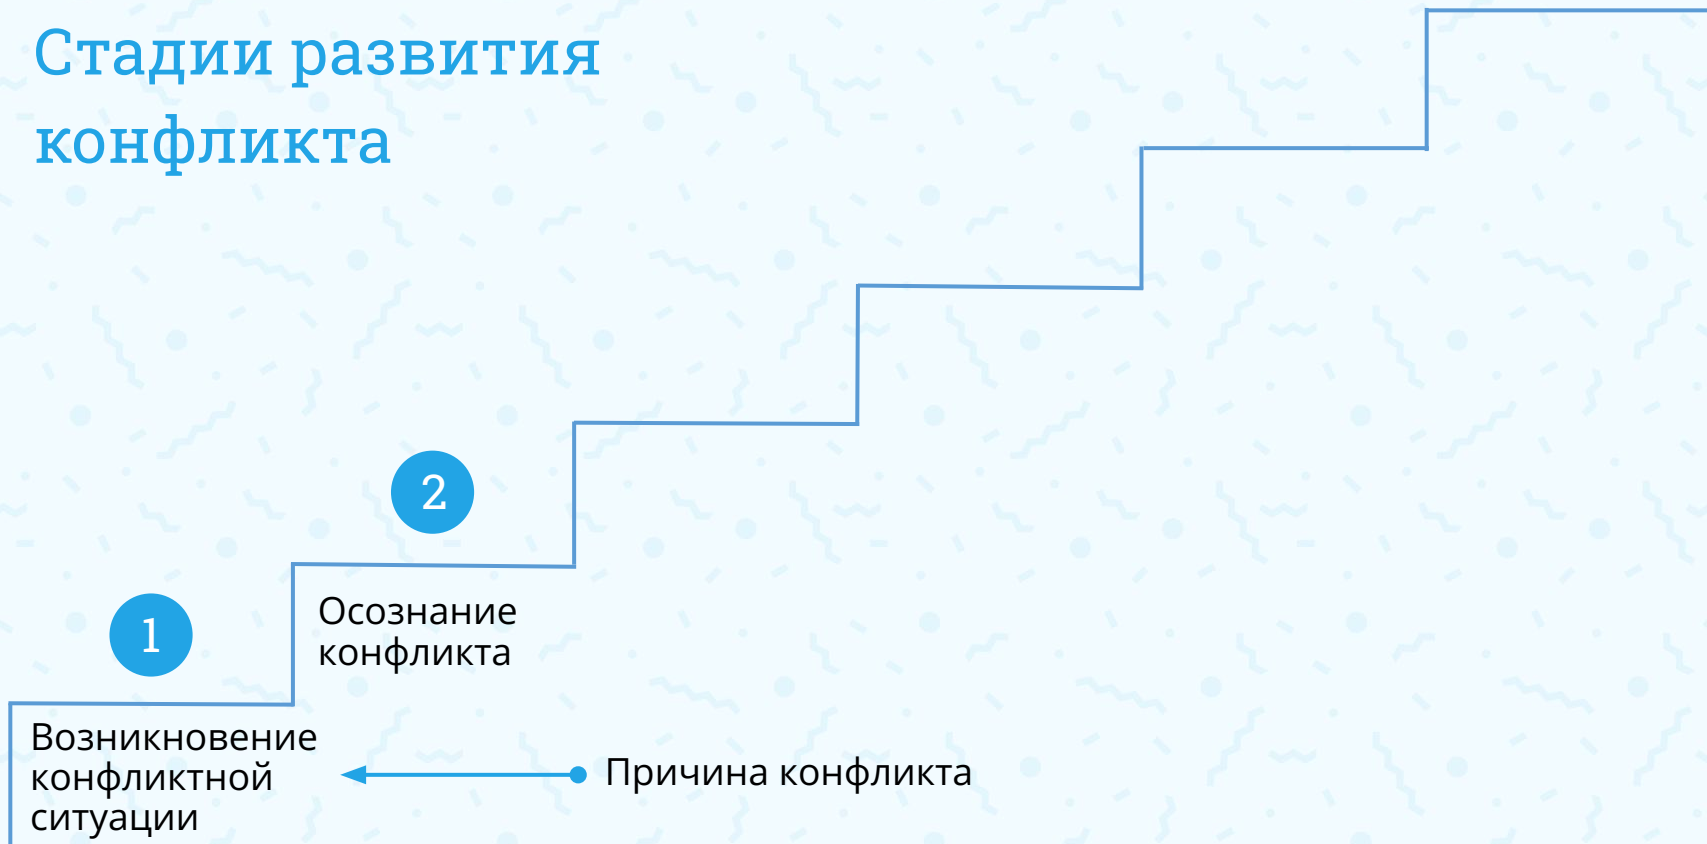 Стадии развития
конфликта
2
Осознание
конфликта
1
Возникновение
конфликтной
ситуации
Причина конфликта